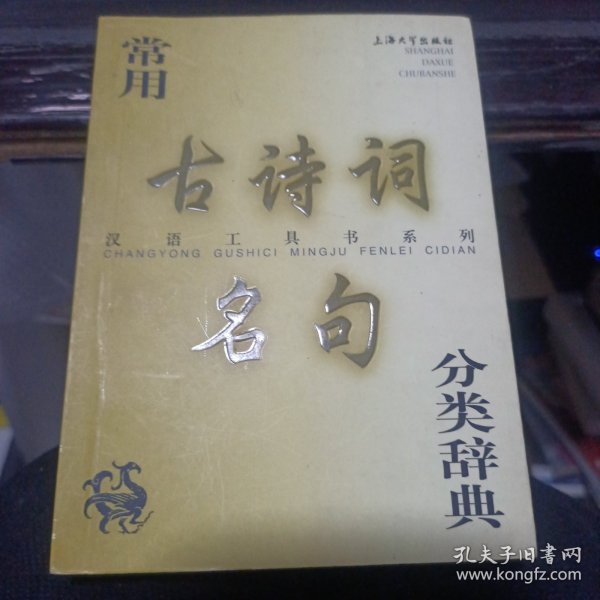 常用
上海大学出版社
SHANGHAI
DAXUE
CHUBANSHE
古诗词
汉语工具书系列
CHANGYONG GUSHICI MINGJU FENLEI CIDIAN
名句
分类辞典
孔夫子旧书网
www.kongfz.com